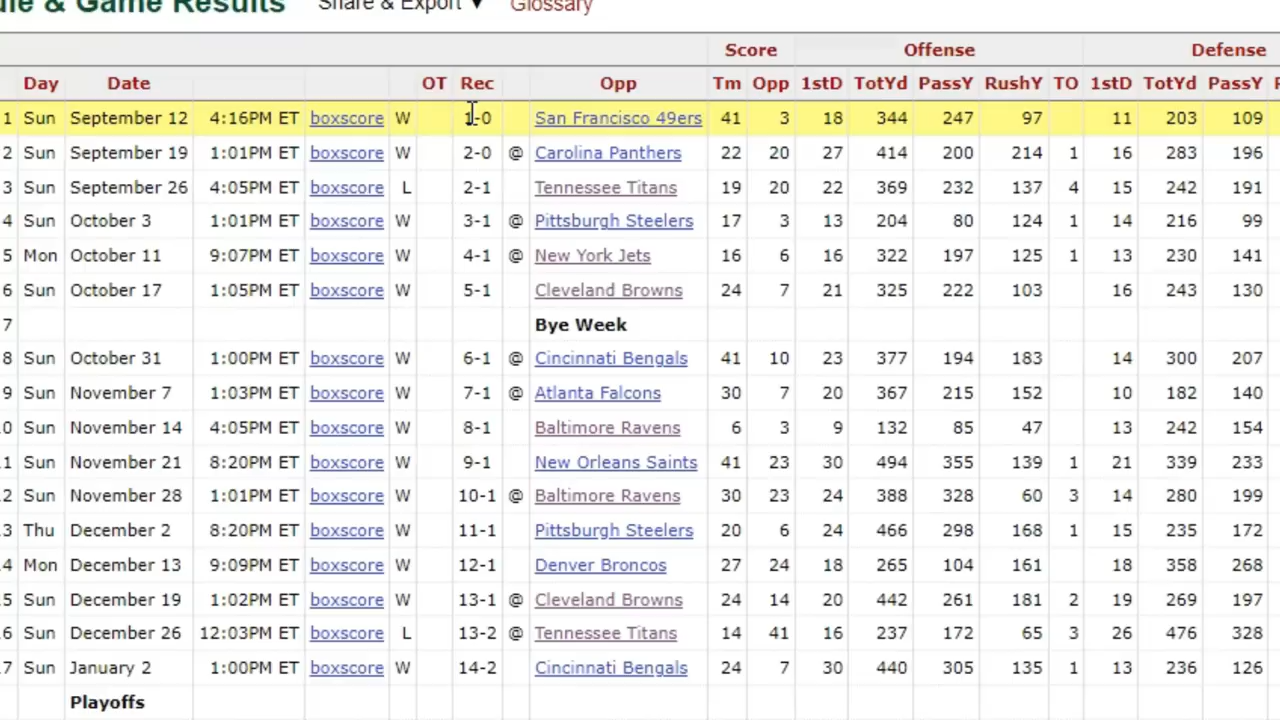 ule & Game Results Share & Export ▼ Glossary
Score Offense Defense
Day Date OT Rec Opp Tm Opp 1stD TotYd PassY RushY TO 1stD TotYd PassY
1 Sun September 12 4:16PM ET boxscore W 1-0 San Francisco 49ers 41 3 18 344 247 97 11 203 109
2 Sun September 19 1:01PM ET boxscore W 2-0 @ Carolina Panthers 22 20 27 414 200 214 1 16 283 196
3 Sun September 26 4:05PM ET boxscore L 2-1 Tennessee Titans 19 20 22 369 232 137 4 15 242 191
4 Sun October 3 1:01PM ET boxscore W 3-1 @ Pittsburgh Steelers 17 3 13 204 80 124 1 14 216 99
5 Mon October 11 9:07PM ET boxscore W 4-1 @ New York Jets 16 6 16 322 197 125 1 13 230 141
6 Sun October 17 1:05PM ET boxscore W 5-1 Cleveland Browns 24 7 21 325 222 103 16 243 130
7 Bye Week
8 Sun October 31 1:00PM ET boxscore W 6-1 @ Cincinnati Bengals 41 10 23 377 194 183 14 300 207
9 Sun November 7 1:03PM ET boxscore W 7-1 @ Atlanta Falcons 30 7 20 367 215 152 10 182 140
0 Sun November 14 4:05PM ET boxscore W 8-1 Baltimore Ravens 6 3 9 132 85 47 13 242 154
1 Sun November 21 8:20PM ET boxscore W 9-1 New Orleans Saints 41 23 30 494 355 139 1 21 339 233
2 Sun November 28 1:01PM ET boxscore W 10-1 @ Baltimore Ravens 30 23 24 388 328 60 3 14 280 199
3 Thu December 2 8:20PM ET boxscore W 11-1 Pittsburgh Steelers 20 6 24 466 298 168 1 15 235 172
4 Mon December 13 9:09PM ET boxscore W 12-1 Denver Broncos 27 24 18 265 104 161 18 358 268
5 Sun December 19 1:02PM ET boxscore W 13-1 @ Cleveland Browns 24 14 20 442 261 181 2 19 269 197
6 Sun December 26 12:03PM ET boxscore L 13-2 @ Tennessee Titans 14 41 16 237 172 65 3 26 476 328
7 Sun January 2 1:00PM ET boxscore W 14-2 Cincinnati Bengals 24 7 30 440 305 135 1 13 236 126
Playoffs